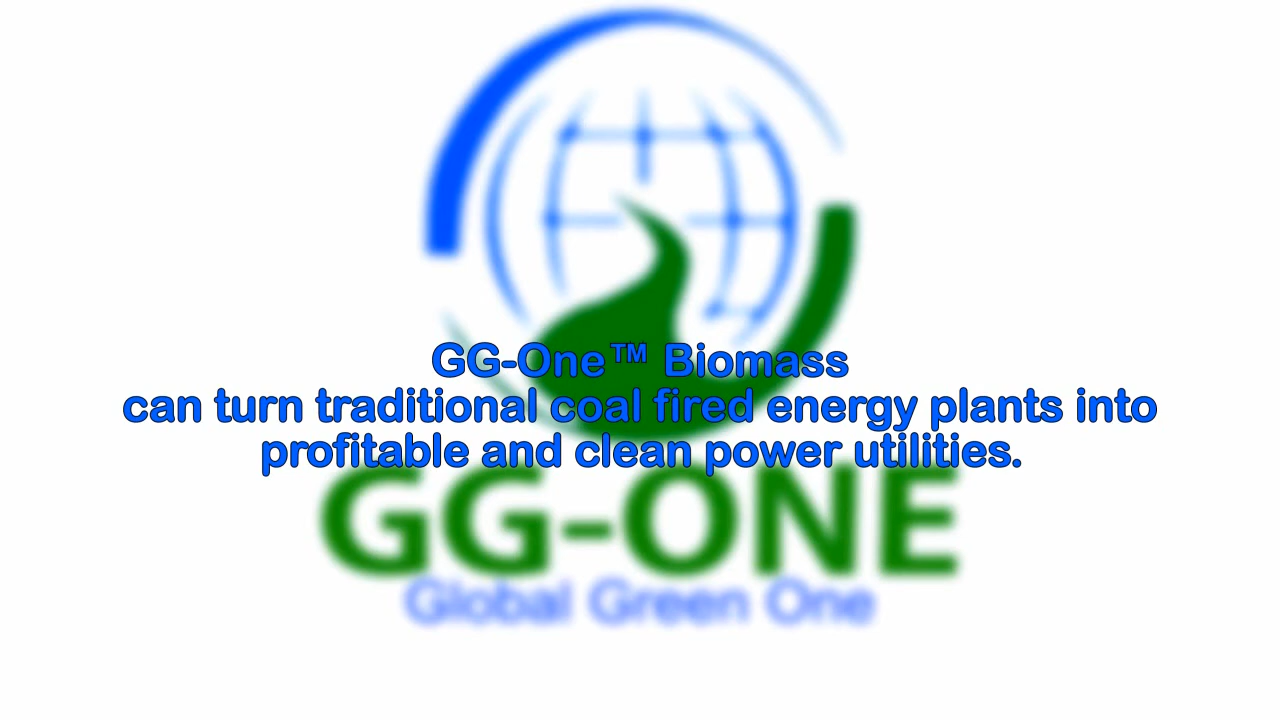 GG-One™ Biomass
can turn traditional coal fired energy plants into
profitable and clean power utilities.
GG-ONE
Global Green One